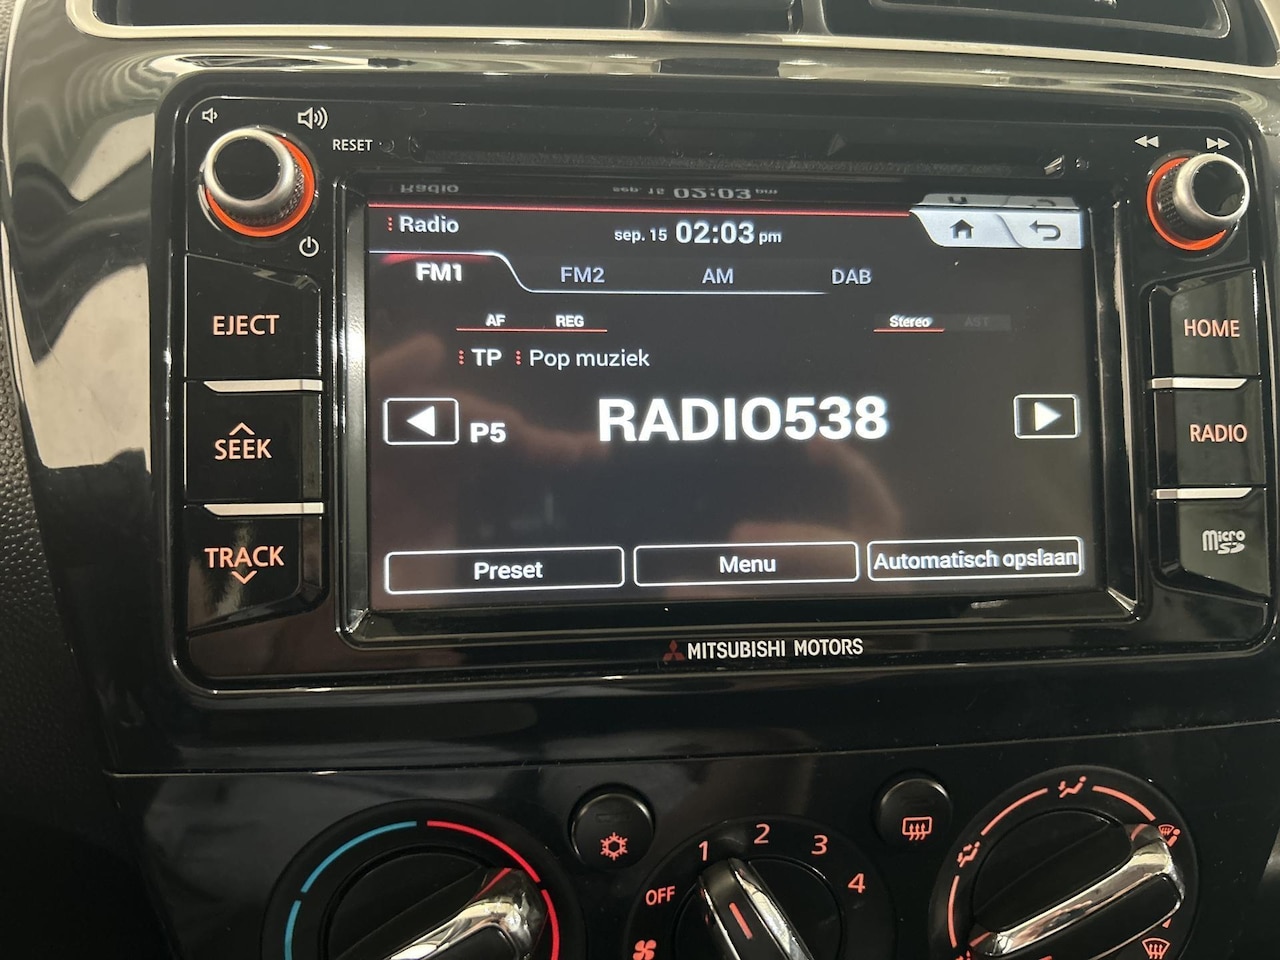 RESET
Radio
sep. 15 02:03 pm
FM1 FM2 AM DAB
AF REG Stereo AST
TP Pop muziek
P5 RADIO538
Preset Menu Automatisch opslaan
EJECT
SEEK
TRACK
HOME
RADIO
Micro SD
MITSUBISHI MOTORS
OFF 1 2 3 4